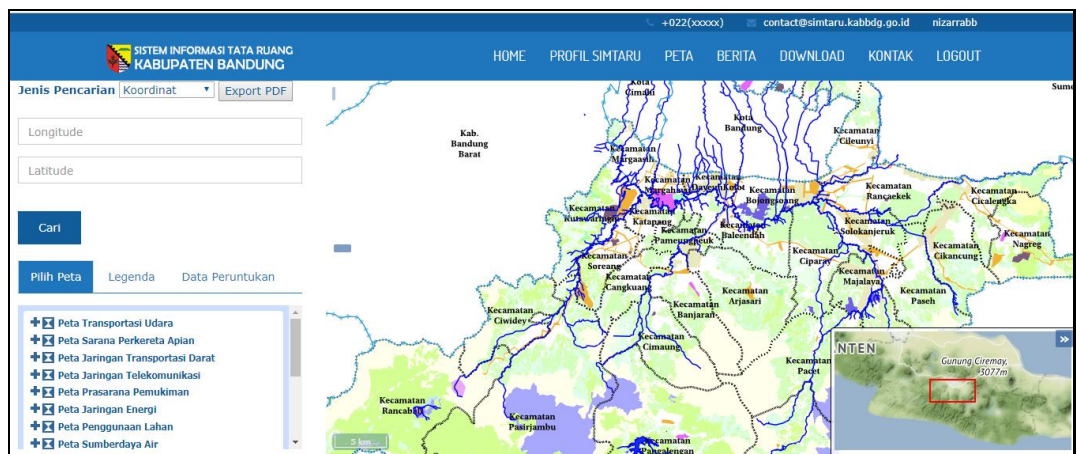 +022(xxxxx) contact@simtaru.kabbdg.go.id nizarrabb
SISTEM INFORMASI TATA RUANG
KABUPATEN BANDUNG
HOME PROFIL SIMTARU PETA BERITA DOWNLOAD KONTAK LOGOUT
Jenis Pencarian Koordinat Export PDF
Longitude
Latitude
Cari
Pilih Peta Legenda Data Peruntukan
Peta Transportasi Udara
Peta Sarana Perkereta Apian
Peta Jaringan Transportasi Darat
Peta Jaringan Telekomunikasi
Peta Prasarana Pemukiman
Peta Jaringan Energi
Peta Penggunaan Lahan
Peta Sumberdaya Air
Kota
Cimahi
Kab.
Bandung
Barat
Kota
Bandung
Kecamatan
Cileunyi
Kecamatan
Margaasih
Kecamatan
Margahayu
Kecamatan
Dayeuhkolot
Kecamatan
Bojongsoang
Kecamatan
Rancaekek
Kecamatan
Cicalengka
Kecamatan
Nagreg
Kecamatan
Kutawaringin
Kecamatan
Katapang
Kecamatan
Pameungpeuk
Kecamatan
Baleendah
Kecamatan
Solokanjeruk
Kecamatan
Cikancung
Kecamatan
Ciparay
Kecamatan
Soreang
Kecamatan
Cangkuang
Kecamatan
Majalaya
Kecamatan
Paseh
Kecamatan
Arjasari
Kecamatan
Banjaran
Kecamatan
Ciwidey
Kecamatan
Cimaung
Kecamatan
Pacet
Kecamatan
Rancabali
Kecamatan
Pasirjambu
Kecamatan
Pangalengan
5 km
NTEN
Gunung Ciremay,
3077m